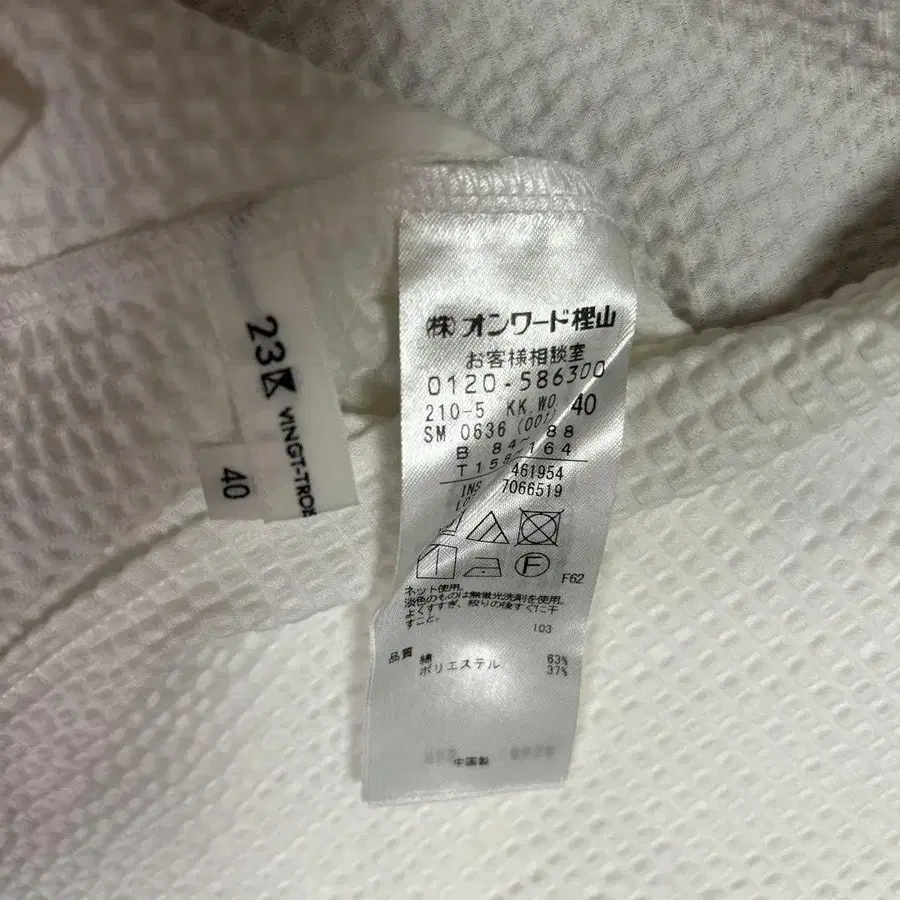 23K
VINGT-TROIS
40
㈱オンワード樫山
お客様相談室
0120-586300
210-5 KK.WO 40
SM 0636 (001)
B 84~ 88
T158~164
INS 461954
7066519
F62
ネット使用。
淡色のものは無蛍光洗剤を使用。
よくすすぎ、絞りの後すぐに干
すこと。
103
品質 綿 63%
ポリエステル 37%
中国製